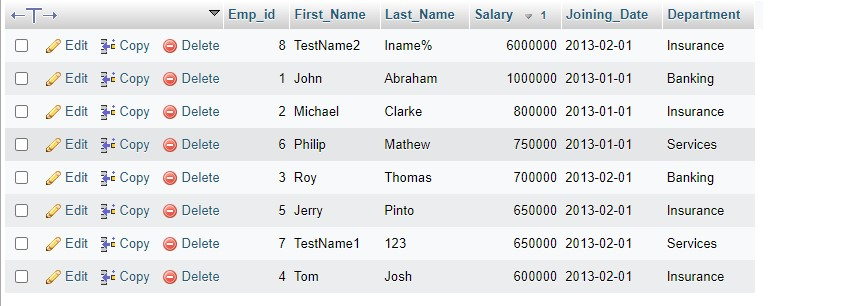 Emp_id First_Name Last_Name Salary 1 Joining_Date Department
Edit Copy Delete 8 TestName2 lname% 6000000 2013-02-01 Insurance
Edit Copy Delete 1 John Abraham 1000000 2013-01-01 Banking
Edit Copy Delete 2 Michael Clarke 800000 2013-01-01 Insurance
Edit Copy Delete 6 Philip Mathew 750000 2013-01-01 Services
Edit Copy Delete 3 Roy Thomas 700000 2013-02-01 Banking
Edit Copy Delete 5 Jerry Pinto 650000 2013-02-01 Insurance
Edit Copy Delete 7 TestName1 123 650000 2013-02-01 Services
Edit Copy Delete 4 Tom Josh 600000 2013-02-01 Insurance